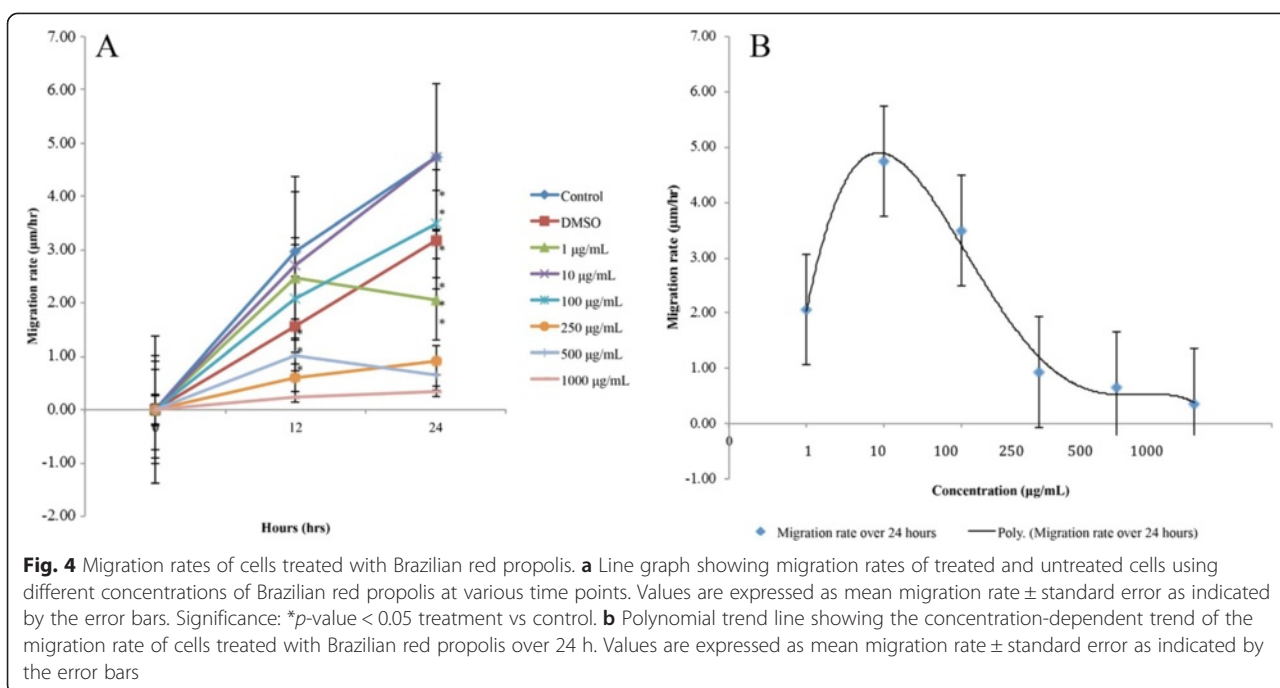 A
7.00
6.00
5.00
4.00
3.00
2.00
1.00
0.00
-1.00
-2.00
Migration rate (µm/hr)
0
12
24
Hours (hrs)
*
*
*
*
*
*
*
*
*
Control
DMSO
1 µg/mL
10 µg/mL
100 µg/mL
250 µg/mL
500 µg/mL
1000 µg/mL
B
7.00
6.00
5.00
4.00
3.00
2.00
1.00
0.00
-1.00
Migration rate (µm/hr)
0
1 10 100 250 500 1000
Concentration (µg/mL)
Migration rate over 24 hours Poly. (Migration rate over 24 hours)
Fig. 4 Migration rates of cells treated with Brazilian red propolis. a Line graph showing migration rates of treated and untreated cells using
different concentrations of Brazilian red propolis at various time points. Values are expressed as mean migration rate ± standard error as indicated
by the error bars. Significance: *p-value < 0.05 treatment vs control. b Polynomial trend line showing the concentration-dependent trend of the
migration rate of cells treated with Brazilian red propolis over 24 h. Values are expressed as mean migration rate ± standard error as indicated by
the error bars